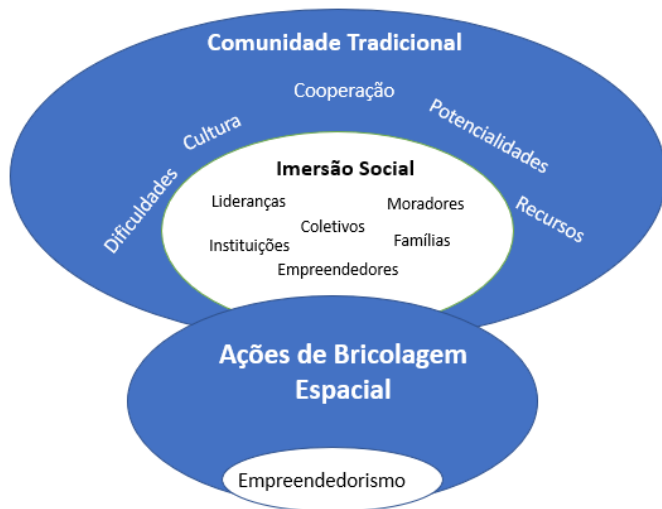 Comunidade Tradicional
Cooperação
Cultura
Potencialidades
Dificuldades
Recursos
Imersão Social
Lideranças
Moradores
Coletivos
Instituições
Famílias
Empreendedores
Ações de Bricolagem
Espacial
Empreendedorismo